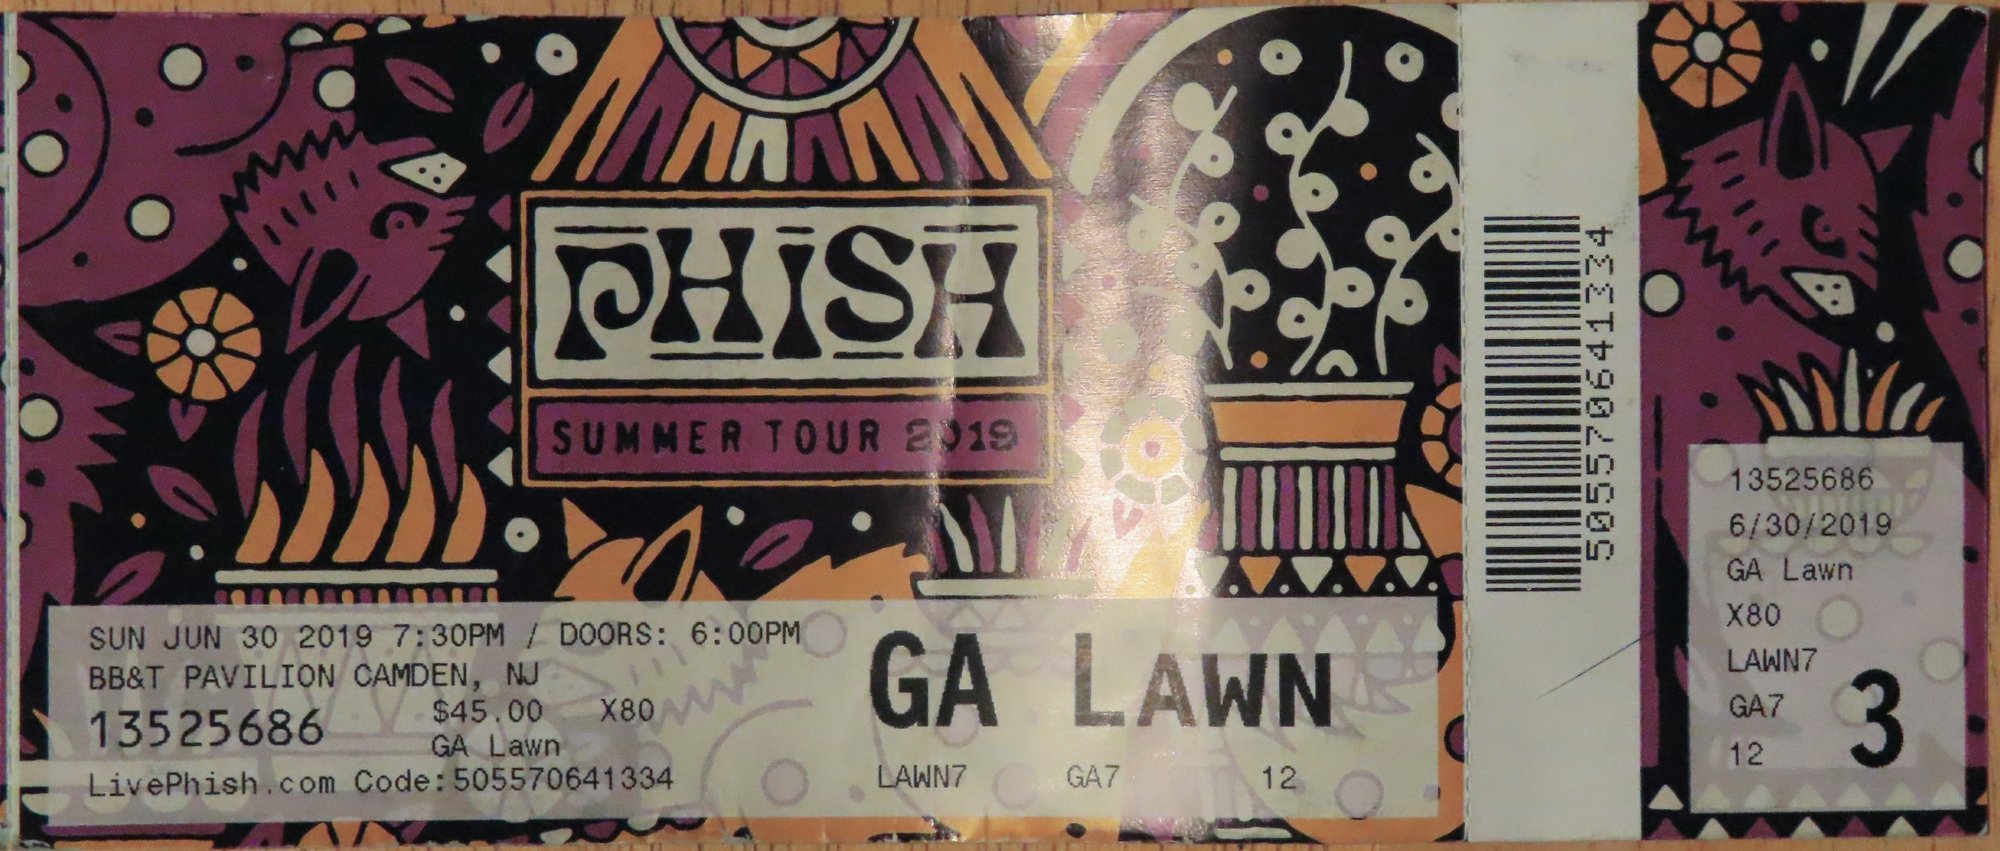 PHISH
SUMMER TOUR 2019
SUN JUN 30 2019 7:30PM / DOORS: 6:00PM
BB&T PAVILION CAMDEN, NJ
13525686
$45.00 X80
GA Lawn
LivePhish.com Code:505570641334
GA LAWN
LAWN7 GA7 12
505570641334
13525686
6/30/2019
GA Lawn
X80
LAWN7
GA7
12
3